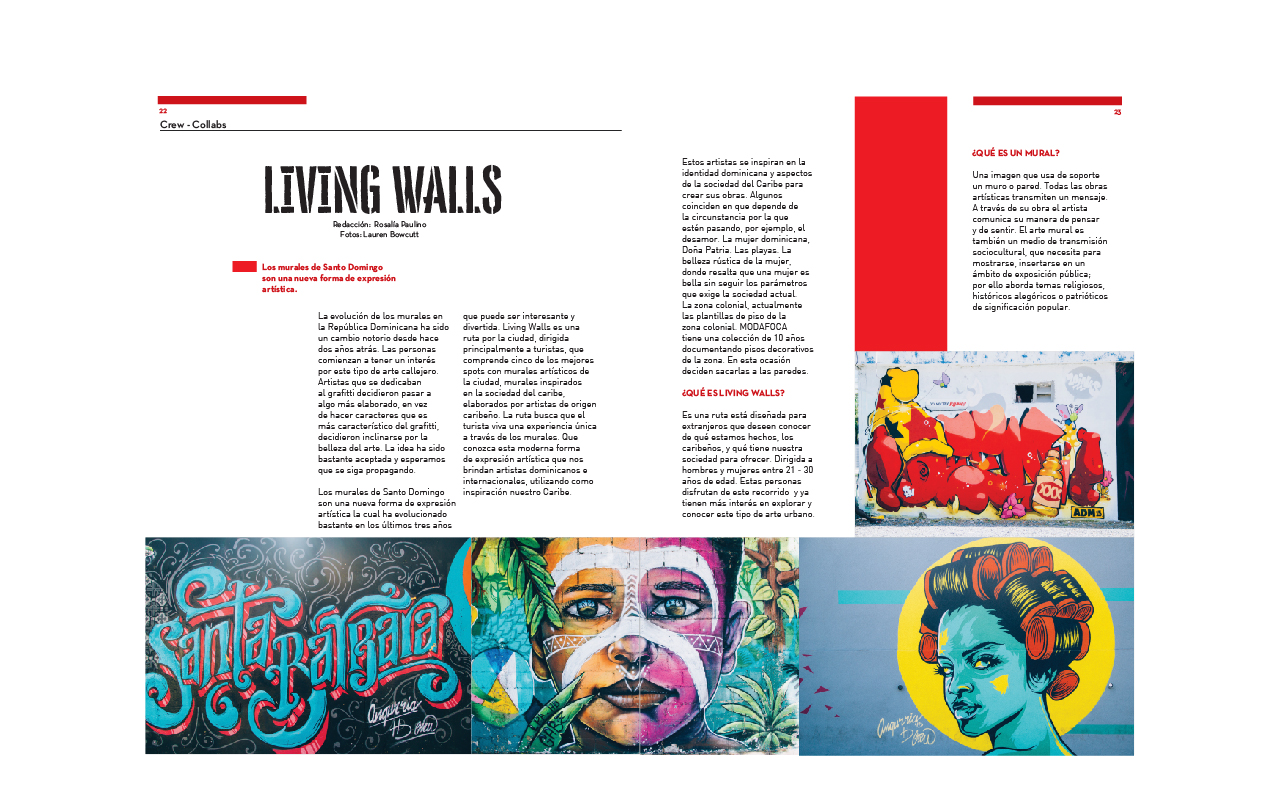 22
Crew - Collabs
LIVING WALLS
Redacción: Rosalía Paulino
Fotos: Lauren Bowcutt
Los murales de Santo Domingo
son una nueva forma de expresión
artística.
La evolución de los murales en
la República Dominicana ha sido
un cambio notorio desde hace
dos años atrás. Las personas
comienzan a tener un interés
por este tipo de arte callejero.
Artistas que se dedicaban
al grafitti decidieron pasar a
algo más elaborado, en vez
de hacer caracteres que es
más característico del grafitti,
decidieron inclinarse por la
belleza del arte. La idea ha sido
bastante aceptada y esperamos
que se siga propagando.
Los murales de Santo Domingo
son una nueva forma de expresión
artística la cual ha evolucionado
bastante en los últimos tres años
que puede ser interesante y
divertida. Living Walls es una
ruta por la ciudad, dirigida
principalmente a turistas, que
comprende cinco de los mejores
spots con murales artísticos de
la ciudad, murales inspirados
en la sociedad del caribe,
elaborados por artistas de origen
caribeño. La ruta busca que el
turista viva una experiencia única
a través de los murales. Que
conozca esta moderna forma
de expresión artística que nos
brindan artistas dominicanos e
internacionales, utilizando como
inspiración nuestro Caribe.
Estos artistas se inspiran en la
identidad dominicana y aspectos
de la sociedad del Caribe para
crear sus obras. Algunos
coinciden en que depende de
la circunstancia por la que
estén pasando, por ejemplo, el
desamor. La mujer dominicana,
Doña Patria. Las playas. La
belleza rústica de la mujer,
donde resalta que una mujer es
bella sin seguir los parámetros
que exige la sociedad actual.
La zona colonial, actualmente
las plantillas de piso de la
zona colonial. MODAFOCA
tiene una colección de 10 años
documentando pisos decorativos
de la zona. En esta ocasión
deciden sacarlas a las paredes.
¿QUÉ ES LIVING WALLS?
Es una ruta está diseñada para
extranjeros que deseen conocer
de qué estamos hechos, los
caribeños, y qué tiene nuestra
sociedad para ofrecer. Dirigida a
hombres y mujeres entre 21 - 30
años de edad. Estas personas
disfrutan de este recorrido y ya
tienen más interés en explorar y
conocer este tipo de arte urbano.
23
¿QUÉ ES UN MURAL?
Una imagen que usa de soporte
un muro o pared. Todas las obras
artísticas transmiten un mensaje.
A través de su obra el artista
comunica su manera de pensar
y de sentir. El arte mural es
también un medio de transmisión
sociocultural, que necesita para
mostrarse, insertarse en un
ámbito de exposición pública;
por ello aborda temas religiosos,
históricos alegóricos o patrióticos
de significación popular.
XXX
ADM
Santa Barbara
Angurria
Angurria